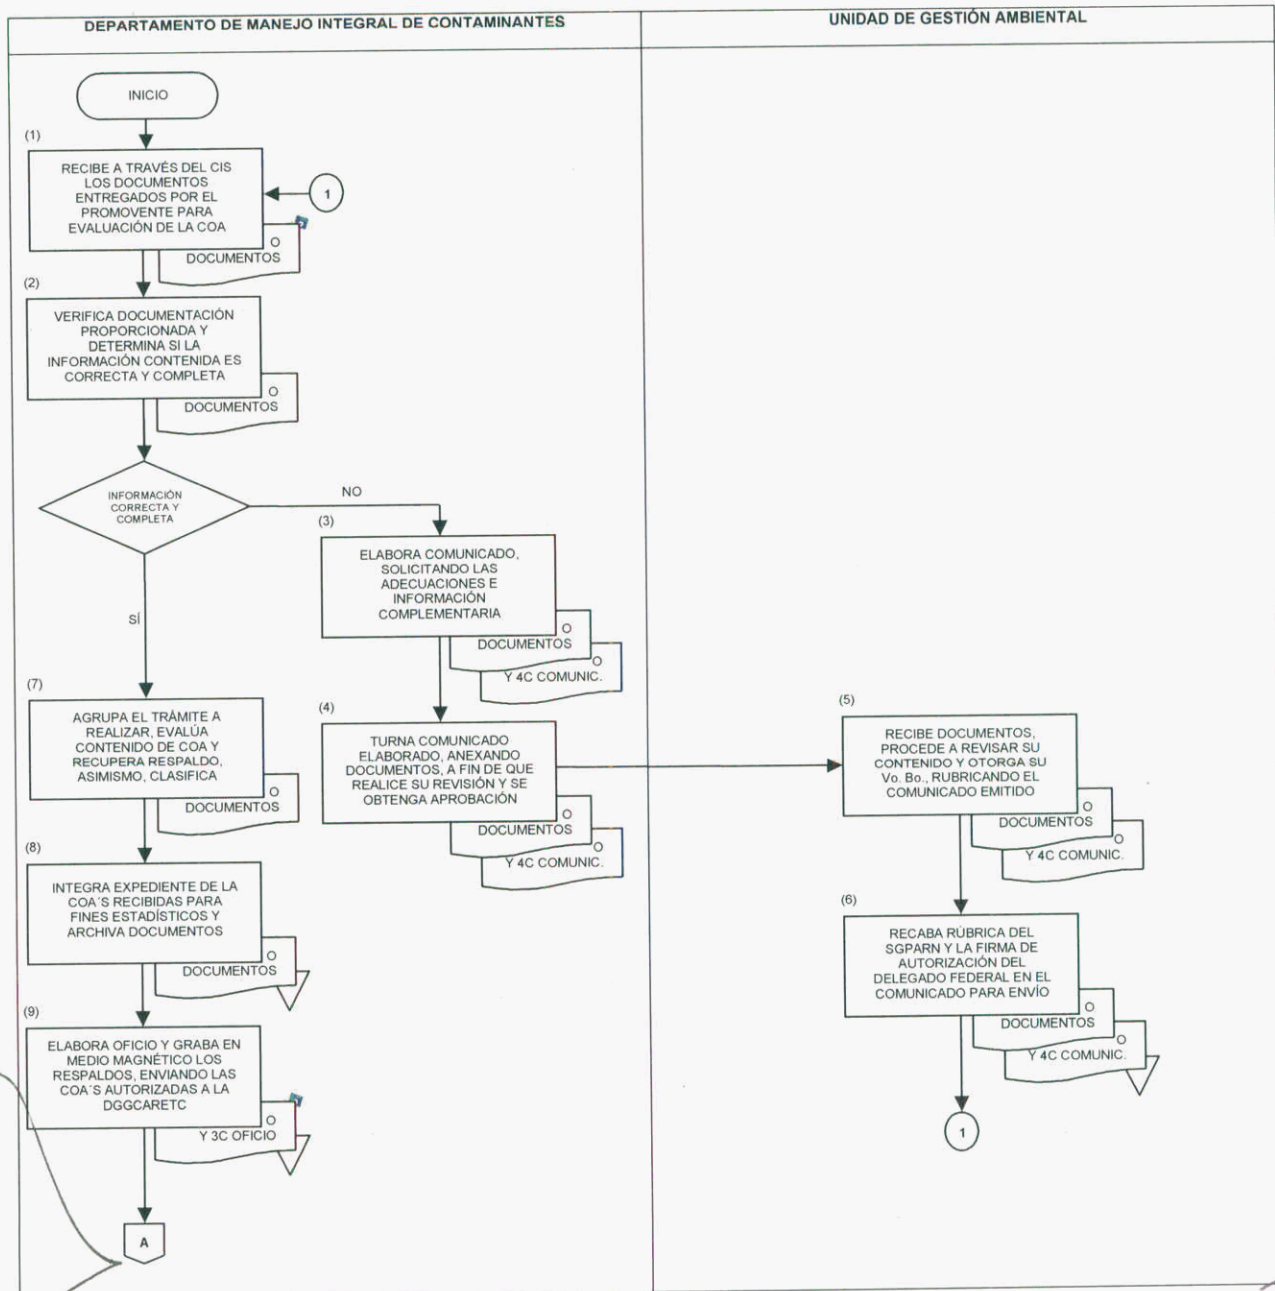 DEPARTAMENTO DE MANEJO INTEGRAL DE CONTAMINANTES
UNIDAD DE GESTIÓN AMBIENTAL
INICIO
(1)
RECIBE A TRAVÉS DEL CIS
LOS DOCUMENTOS
ENTREGADOS POR EL
PROMOVENTE PARA
EVALUACIÓN DE LA COA
1
O
DOCUMENTOS
(2)
VERIFICA DOCUMENTACIÓN
PROPORCIONADA Y
DETERMINA SI LA
INFORMACIÓN CONTENIDA ES
CORRECTA Y COMPLETA
O
DOCUMENTOS
INFORMACIÓN
CORRECTA Y
COMPLETA
NO
SÍ
(3)
ELABORA COMUNICADO,
SOLICITANDO LAS
ADECUACIONES E
INFORMACIÓN
COMPLEMENTARIA
O
DOCUMENTOS
O
Y 4C COMUNIC.
(4)
TURNA COMUNICADO
ELABORADO, ANEXANDO
DOCUMENTOS, A FIN DE QUE
REALICE SU REVISIÓN Y SE
OBTENGA APROBACIÓN
O
DOCUMENTOS
O
Y 4C COMUNIC.
(5)
RECIBE DOCUMENTOS,
PROCEDE A REVISAR SU
CONTENIDO Y OTORGA SU
Vo. Bo., RUBRICANDO EL
COMUNICADO EMITIDO
O
DOCUMENTOS
O
Y 4C COMUNIC.
(6)
RECABA RÚBRICA DEL
SGPARN Y LA FIRMA DE
AUTORIZACIÓN DEL
DELEGADO FEDERAL EN EL
COMUNICADO PARA ENVÍO
O
DOCUMENTOS
O
Y 4C COMUNIC.
1
(7)
AGRUPA EL TRÁMITE A
REALIZAR, EVALÚA
CONTENIDO DE COA Y
RECUPERA RESPALDO,
ASIMISMO, CLASIFICA
O
DOCUMENTOS
(8)
INTEGRA EXPEDIENTE DE LA
COA´S RECIBIDAS PARA
FINES ESTADÍSTICOS Y
ARCHIVA DOCUMENTOS
O
DOCUMENTOS
(9)
ELABORA OFICIO Y GRABA EN
MEDIO MAGNÉTICO LOS
RESPALDOS, ENVIANDO LAS
COA´S AUTORIZADAS A LA
DGGCARETC
O
Y 3C OFICIO
A